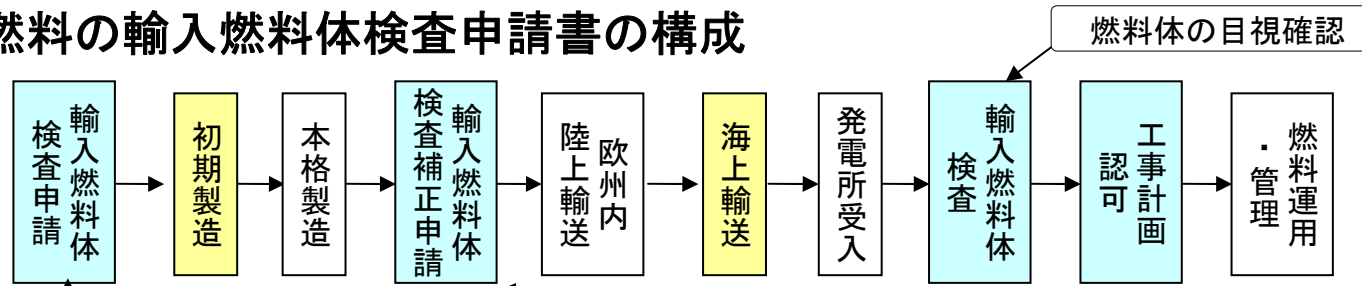 燃料の輸入燃料体検査申請書の構成
燃料体の目視確認
輸入燃料体
検査申請
初期製造
本格製造
輸入燃料体
検査補正申請
欧州内
陸上輸送
海上輸送
発電所受入
輸入燃料体
検査
工事計画
認可
燃料運用
・管理